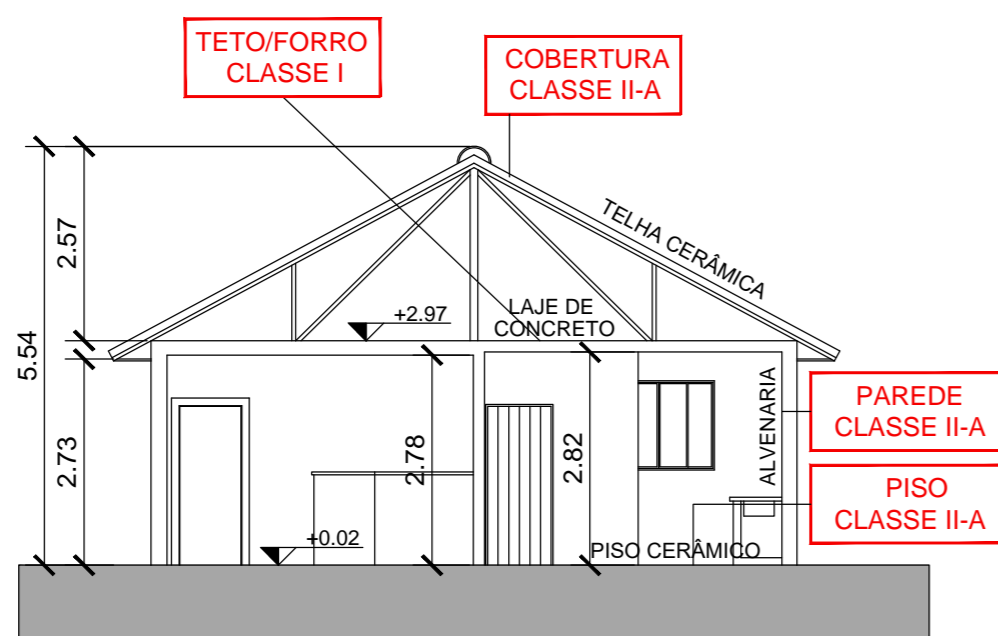 TETO/FORRO
CLASSE I
COBERTURA
CLASSE II-A
TELHA CERÂMICA
2.57
5.54
+2.97
LAJE DE
CONCRETO
2.73
2.78
2.82
ALVENARIA
PAREDE
CLASSE II-A
PISO
CLASSE II-A
+0.02
PISO CERÂMICO